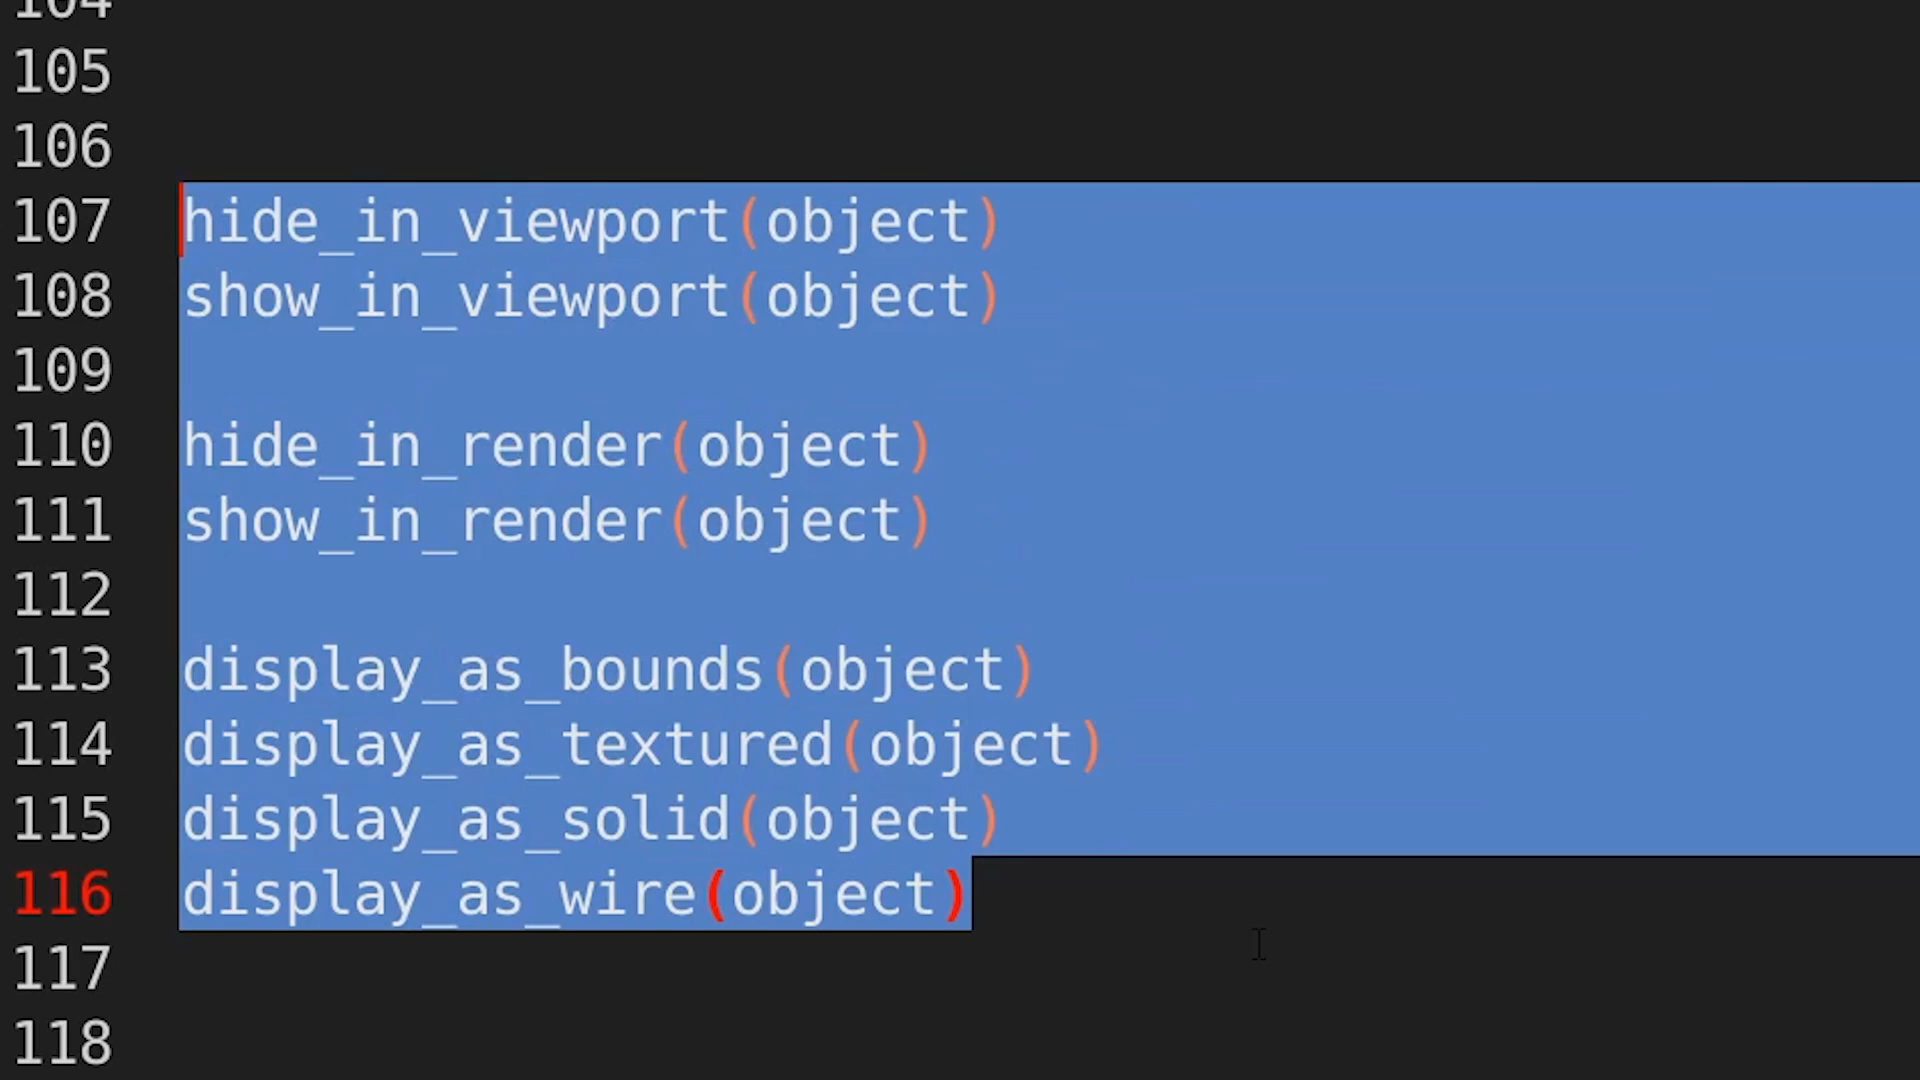 104
105
106
107 hide_in_viewport(object)
108 show_in_viewport(object)
109
110 hide_in_render(object)
111 show_in_render(object)
112
113 display_as_bounds(object)
114 display_as_textured(object)
115 display_as_solid(object)
116 display_as_wire(object)
117
118